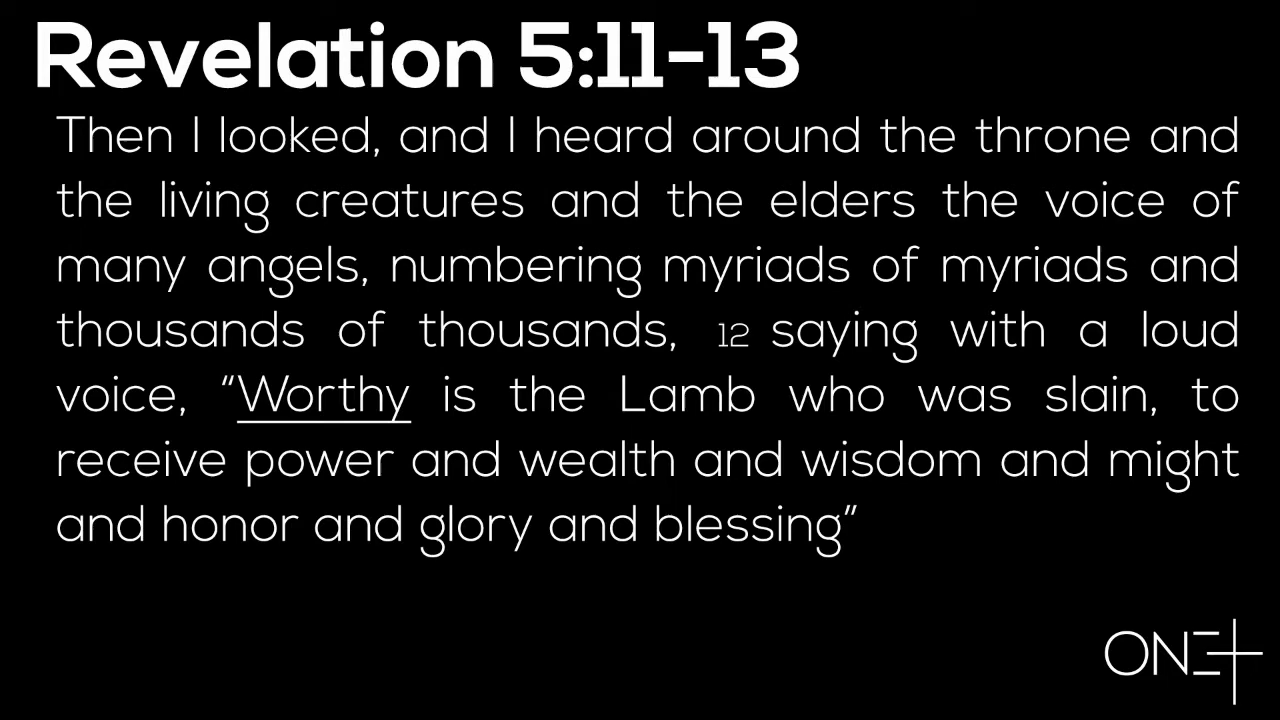 Revelation 5:11-13
Then I looked, and I heard around the throne and
the living creatures and the elders the voice of
many angels, numbering myriads of myriads and
thousands of thousands, 12 saying with a loud
voice, “Worthy is the Lamb who was slain, to
receive power and wealth and wisdom and might
and honor and glory and blessing”
ONE